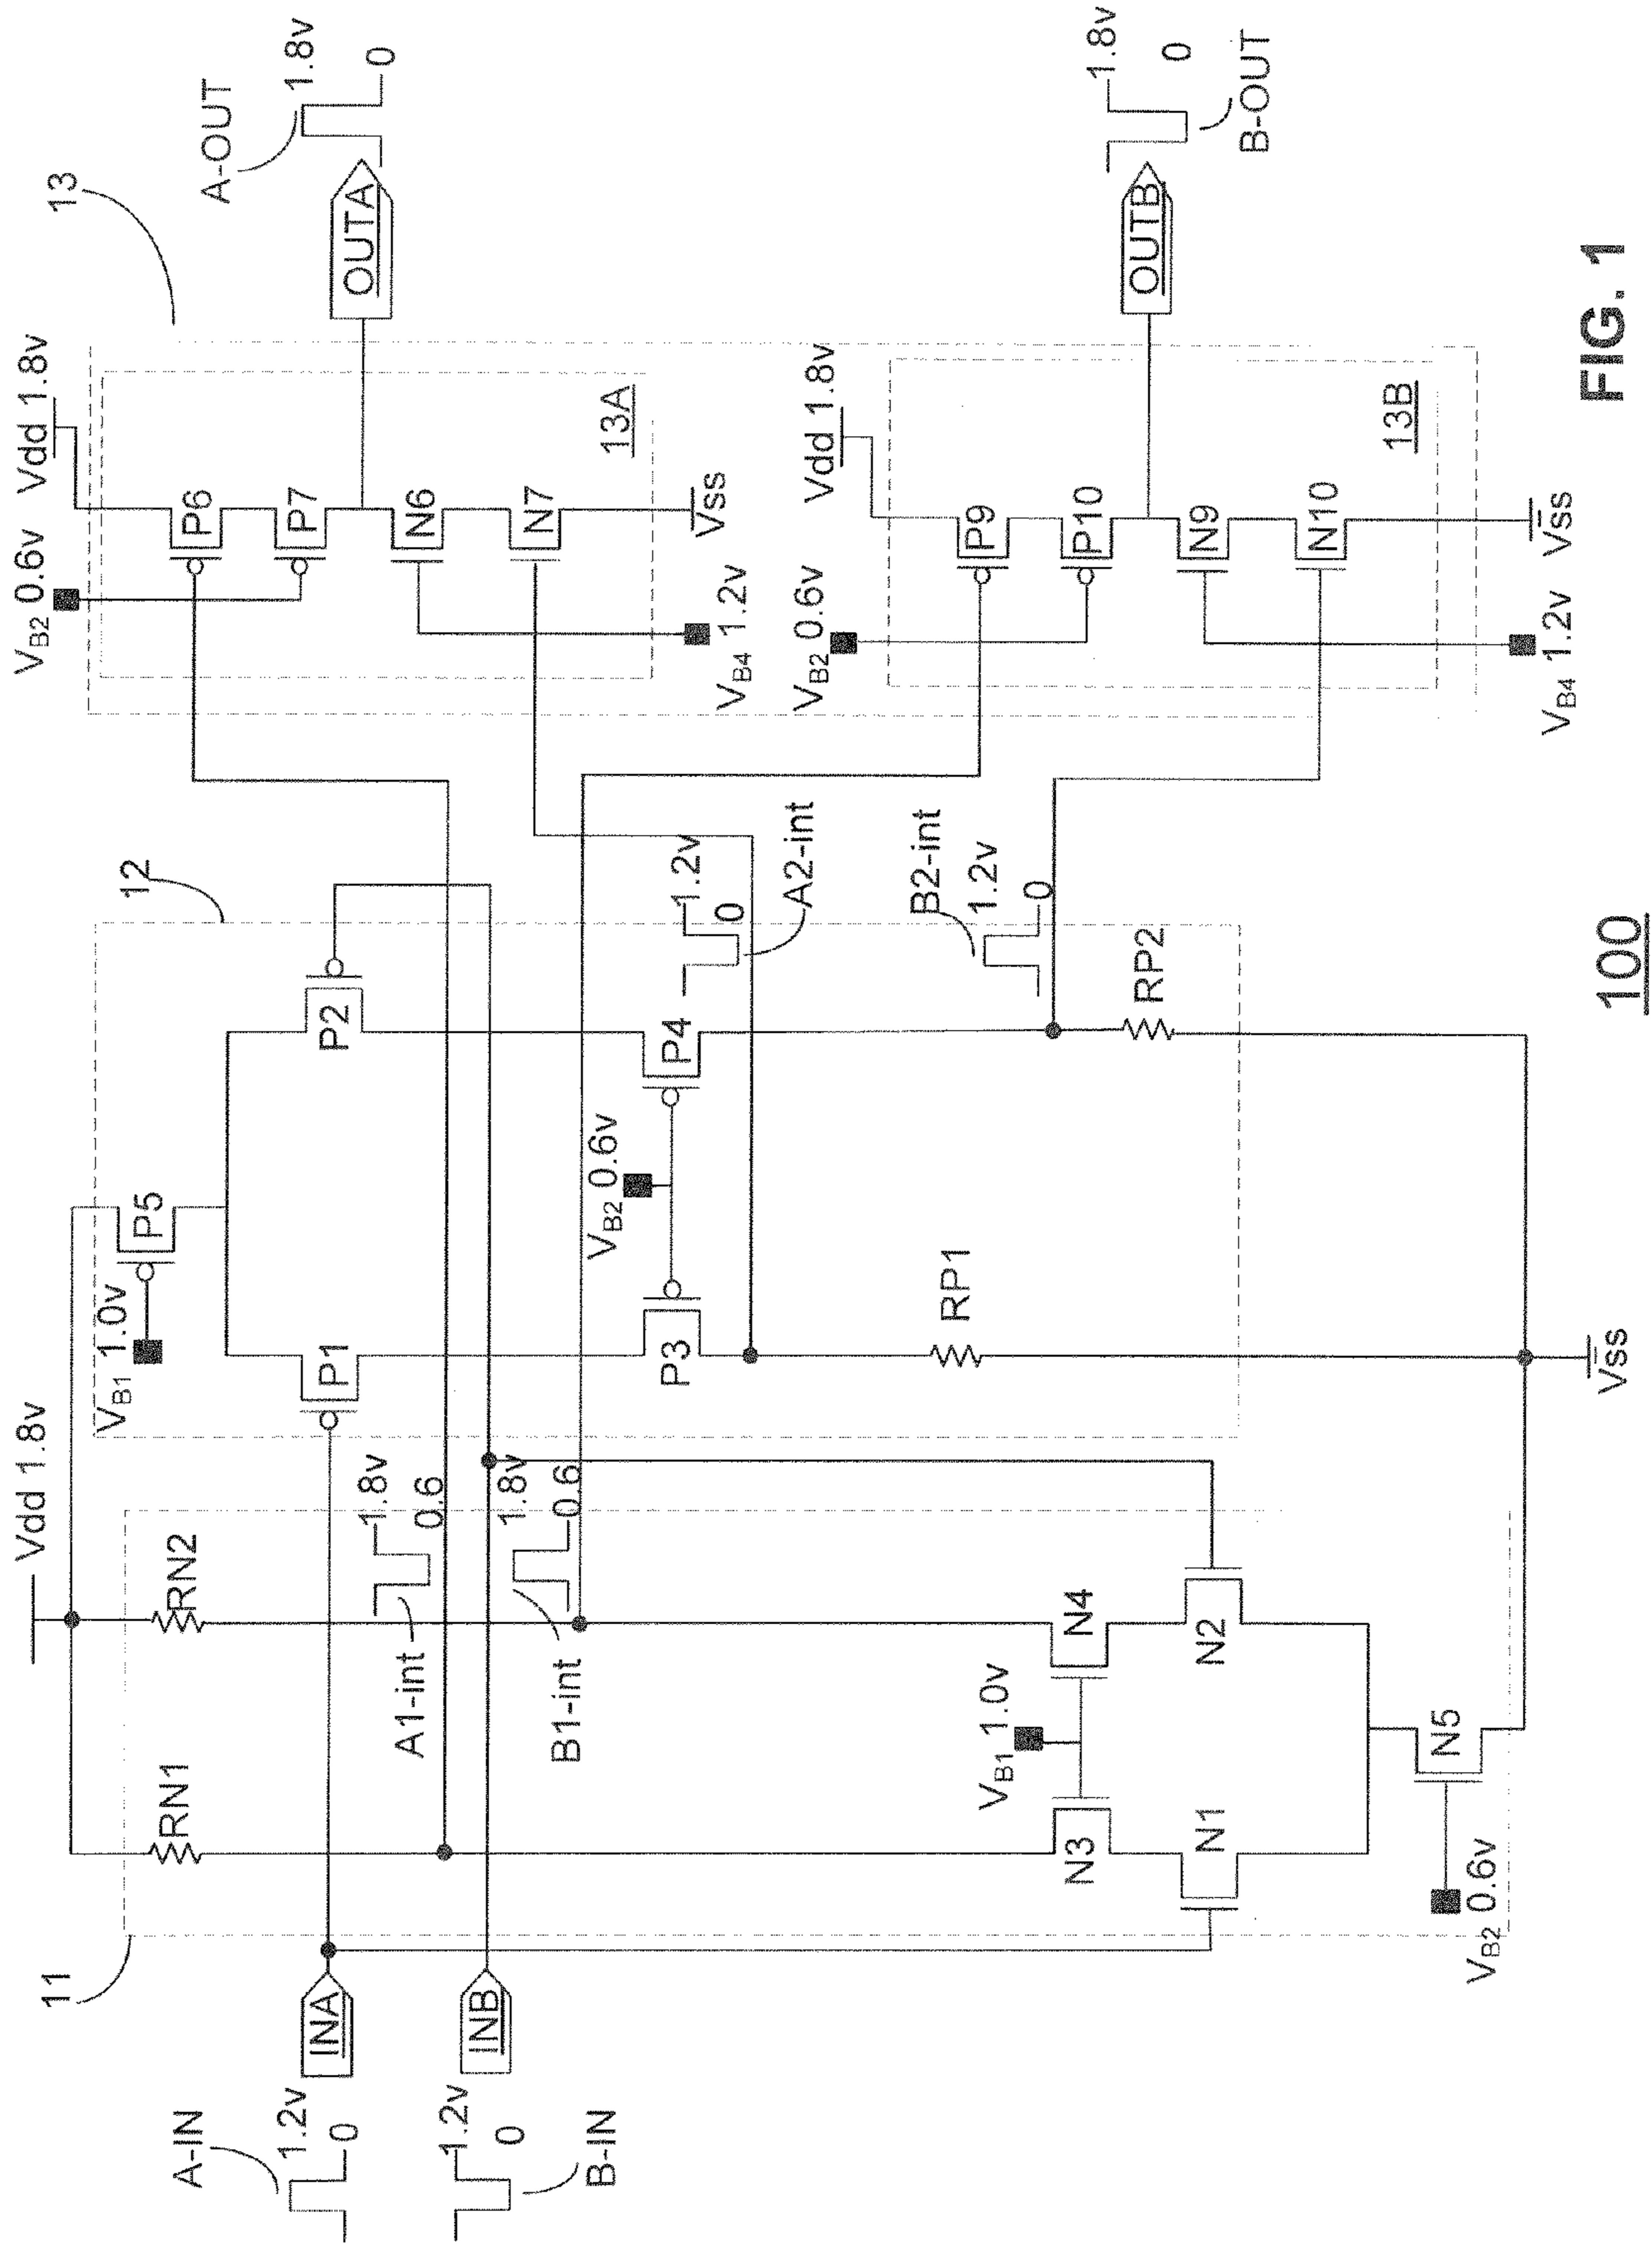 Vdd 1.8v
VB1 1.0v
P5
12
VB2 0.6v
Vdd 1.8v
13
A-OUT
1.8v
0
11
RN1
RN2
P1
P2
P6
P7
N6
N7
13A
OUTA
A-IN
1.2v
0
INA
1.8v
0.6
A1-int
VB4 1.2v
Vss
B-IN
1.2v
0
INB
1.8v
0.6
B1-int
VB2 0.6v
P3
P4
1.2v
0
A2-int
VB2 0.6v
Vdd 1.8v
RP1
RP2
B2-int
1.2v
0
P9
P10
N9
N10
13B
OUTB
1.8v
0
B-OUT
VB1 1.0v
N3
N4
N1
N2
N5
VB2 0.6v
Vss
VB4 1.2v
Vss
100
FIG. 1